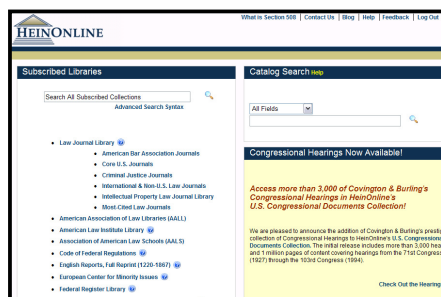 What is Section 508 | Contact Us | Blog | Help | Feedback | Log Out
HEINONLINE
Subscribed Libraries
Search All Subscribed Collections
Advanced Search Syntax
Law Journal Library
American Bar Association Journals
Core U.S. Journals
Criminal Justice Journals
International & Non-U.S. Law Journals
Intellectual Property Law Journal Library
Most-Cited Law Journals
American Association of Law Libraries (AALL)
American Law Institute Library
Association of American Law Schools (AALS)
Code of Federal Regulations
English Reports, Full Reprint (1220-1867)
European Center for Minority Issues
Federal Register Library
Catalog Search Help
All Fields
Congressional Hearings Now Available!
Access more than 3,000 of Covington & Burling's
Congressional Hearings in HeinOnline's
U.S. Congressional Documents Collection!
We are pleased to announce the addition of Covington & Burling's prestig
collection of Congressional Hearings to HeinOnline's U.S. Congressiona
Documents Collection. The initial release includes more than 3,000 hea
and 1 million pages of content covering hearings from the 71st Congress
(1927) through the 103rd Congress (1994).
Check Out the Hearing